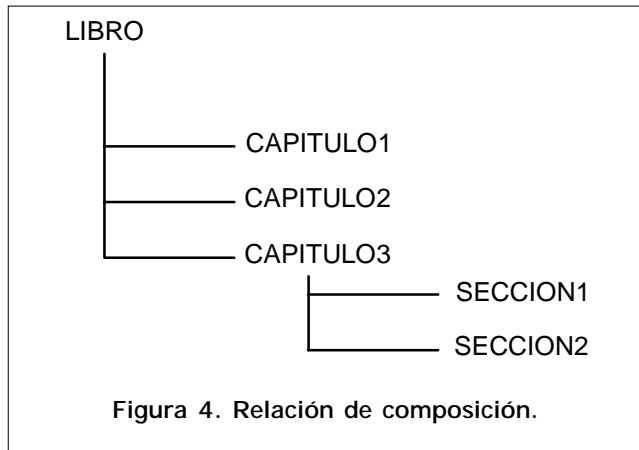 LIBRO
CAPITULO1
CAPITULO2
CAPITULO3
SECCION1
SECCION2
Figura 4. Relación de composición.